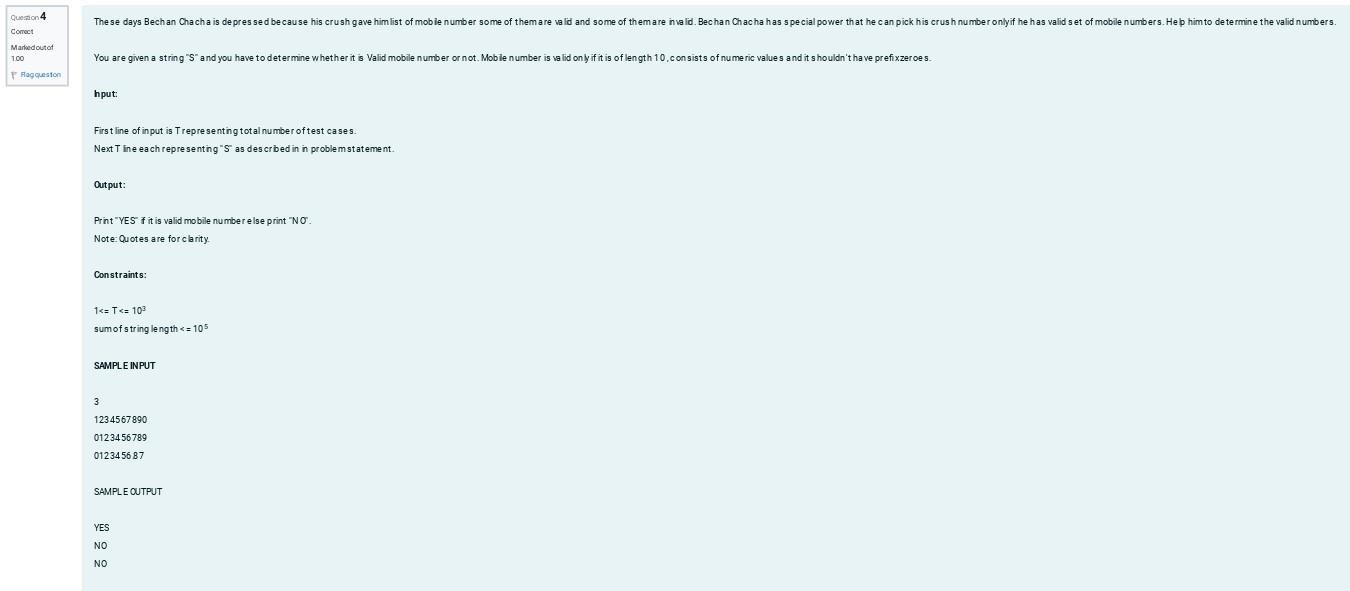 Question 4
Correct
Marked out of
1.00
Flag question
These days Bechan Chacha is depressed because his crush gave him list of mobile number some of them are valid and some of them are invalid. Bechan Chacha has special power that he can pick his crush number only if he has valid set of mobile numbers. Help him to determine the valid numbers.
You are given a string "S" and you have to determine whether it is Valid mobile number or not. Mobile number is valid only if it is of length 10 , consists of numeric values and it shouldn't have prefix zeroes.
Input:
First line of input is T representing total number of test cases.
Next T line each representing "S" as described in in problem statement.
Output:
Print "YES" if it is valid mobile number else print "NO".
Note: Quotes are for clarity.
Constraints:
1<= T <= 10³
sum of string length <= 10⁵
SAMPLE INPUT
3
1234567890
0123456789
0123456.87
SAMPLE OUTPUT
YES
NO
NO